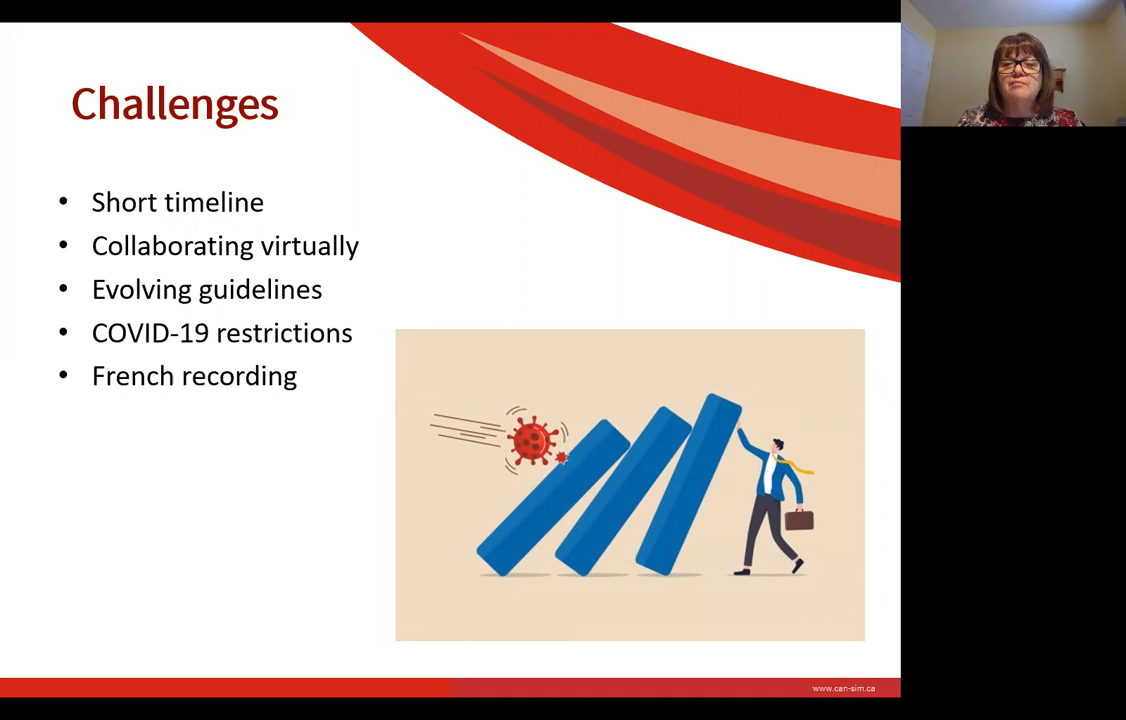 Challenges
• Short timeline
• Collaborating virtually
• Evolving guidelines
• COVID-19 restrictions
• French recording
www.can-sim.ca